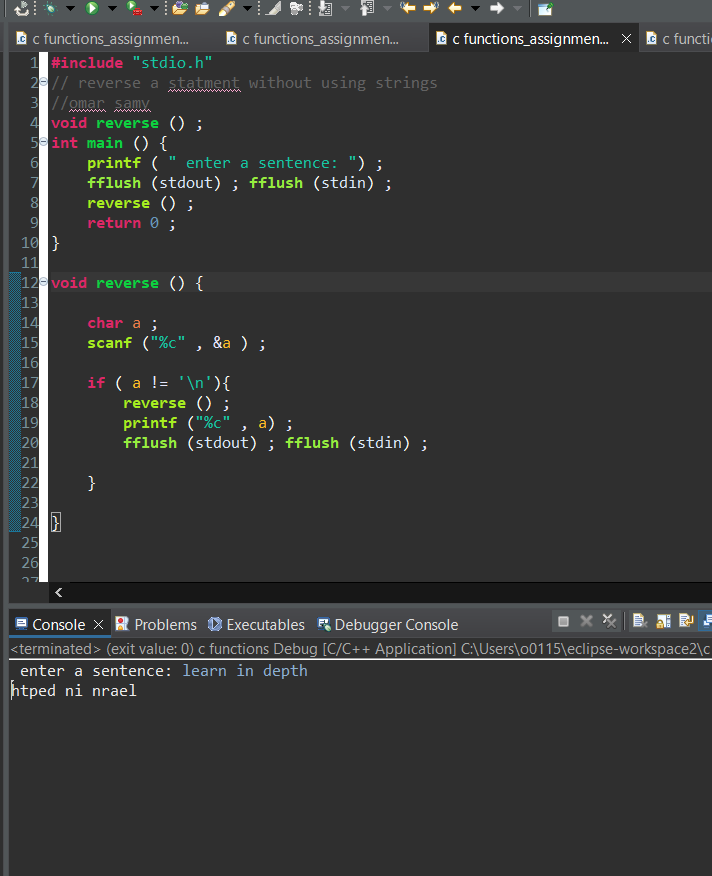 c functions_assignmen... c functions_assignmen... c functions_assignmen... c functi
1 #include "stdio.h"
2 // reverse a statment without using strings
3 //omar samy
4 void reverse () ;
5 int main () {
6 printf ( " enter a sentence: ") ;
7 fflush (stdout) ; fflush (stdin) ;
8 reverse () ;
9 return 0 ;
10 }
11
12 void reverse () {
13
14 char a ;
15 scanf ("%c" , &a ) ;
16
17 if ( a != '\n'){
18 reverse () ;
19 printf ("%c" , a) ;
20 fflush (stdout) ; fflush (stdin) ;
21
22 }
23
24 }
25
26
27
Console Problems Executables Debugger Console
<terminated> (exit value: 0) c functions Debug [C/C++ Application] C:\Users\o0115\eclipse-workspace2\c
enter a sentence: learn in depth
htped ni nrael